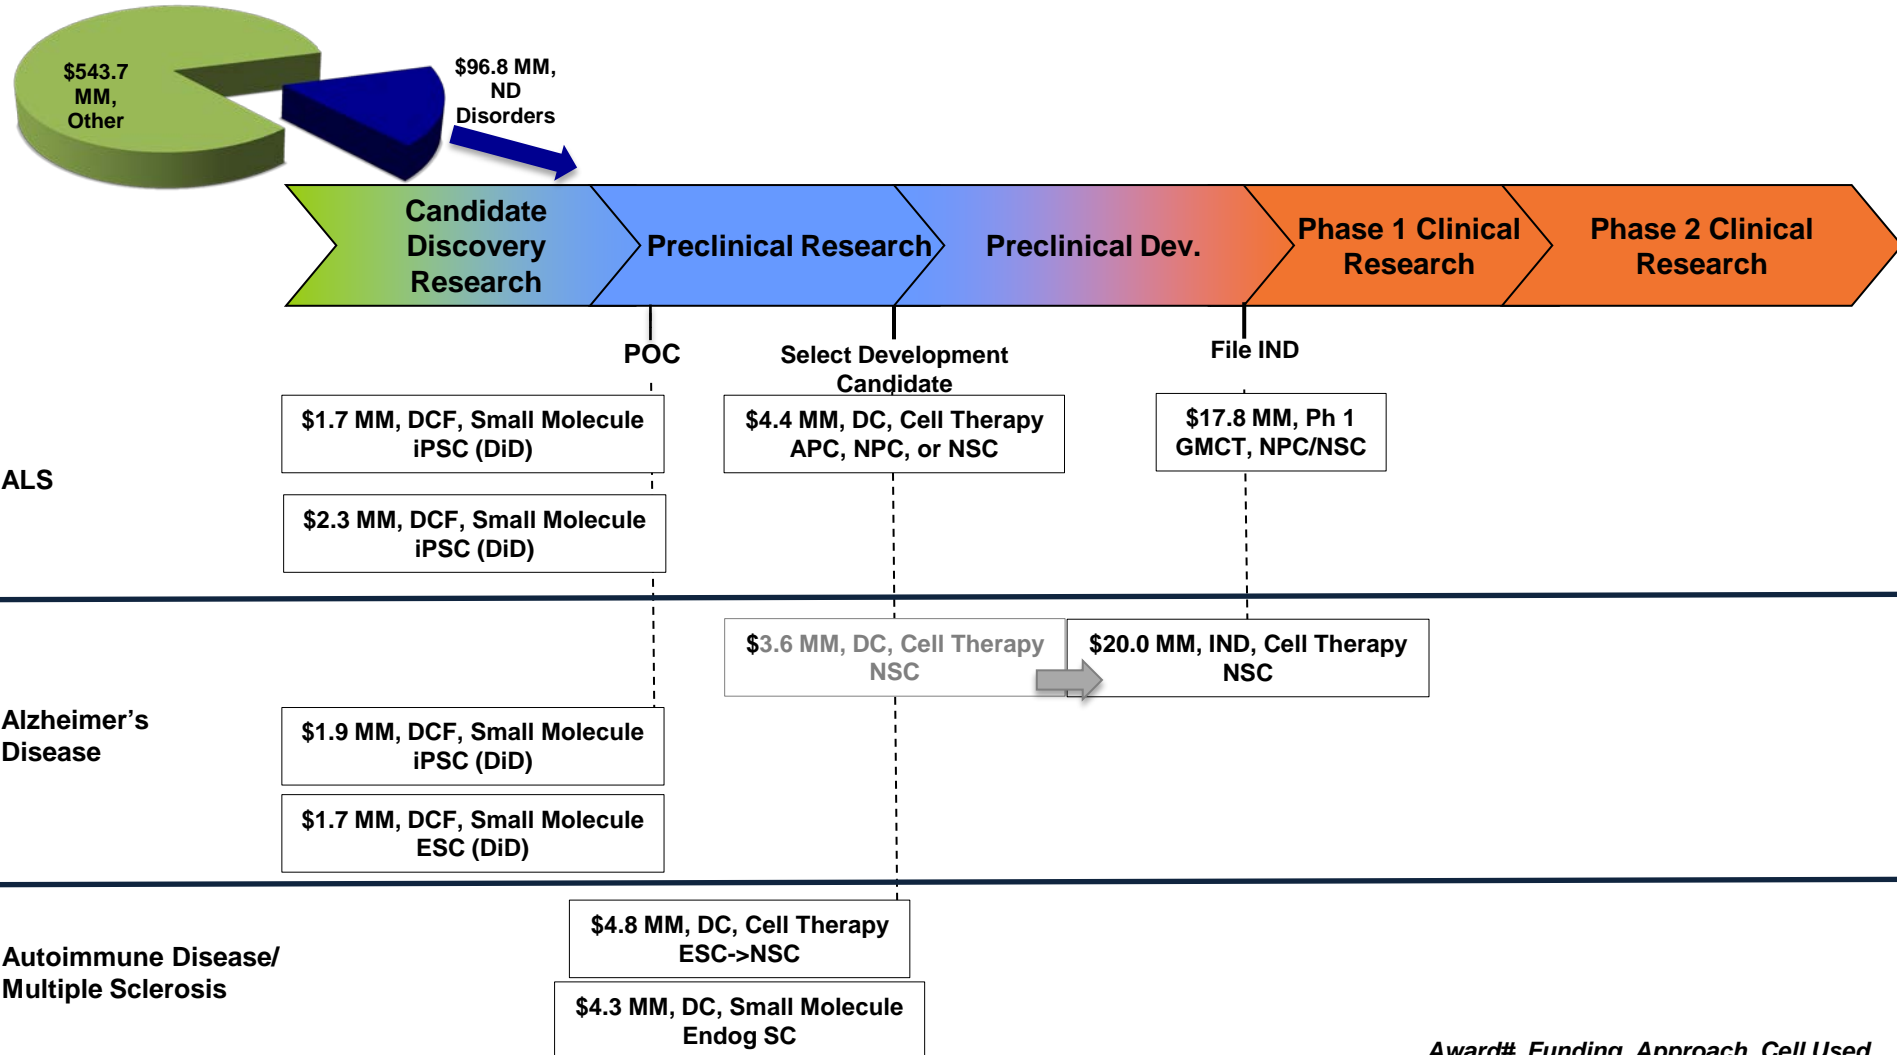 $543.7
MM,
Other
$96.8 MM,
ND
Disorders
Candidate
Discovery
Research
Preclinical Research
Preclinical Dev.
Phase 1 Clinical
Research
Phase 2 Clinical
Research
POC
Select Development
Candidate
File IND
ALS
$1.7 MM, DCF, Small Molecule
iPSC (DiD)
$4.4 MM, DC, Cell Therapy
APC, NPC, or NSC
$17.8 MM, Ph 1
GMCT, NPC/NSC
$2.3 MM, DCF, Small Molecule
iPSC (DiD)
Alzheimer's
Disease
$3.6 MM, DC, Cell Therapy
NSC
$20.0 MM, IND, Cell Therapy
NSC
$1.9 MM, DCF, Small Molecule
iPSC (DiD)
$1.7 MM, DCF, Small Molecule
ESC (DiD)
Autoimmune Disease/
Multiple Sclerosis
$4.8 MM, DC, Cell Therapy
ESC->NSC
$4.3 MM, DC, Small Molecule
Endog SC
Award#, Funding, Approach, Cell Used